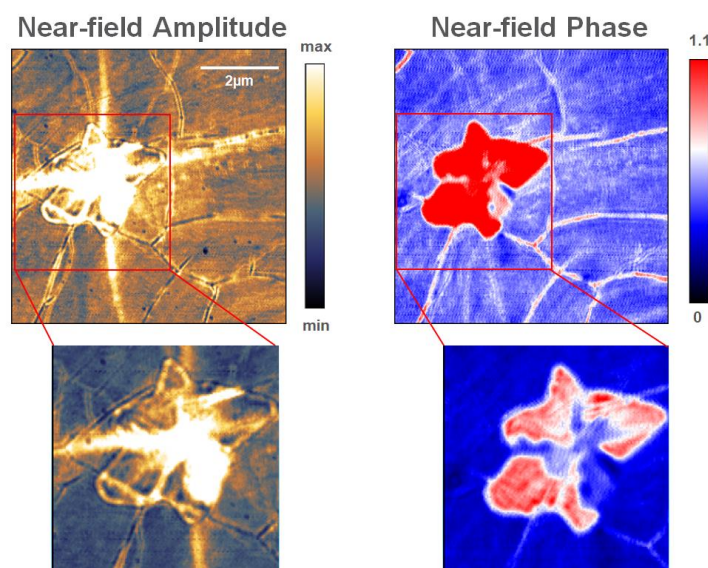 Near-field Amplitude
Near-field Phase
max
2μm
min
1.1
0